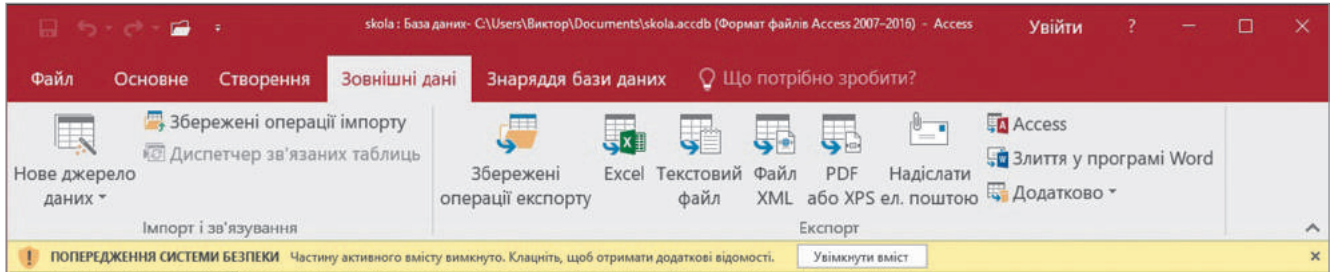 skola : База даних- C:\Users\Виктор\Documents\skola.accdb (Формат файлів Access 2007–2016) – Access Увійти ?
Файл Основне Створення Зовнішні дані Знаряддя бази даних Що потрібно зробити?
Нове джерело
даних
Збережені операції імпорту
Диспетчер зв'язаних таблиць
Імпорт і зв'язування
Збережені
операції експорту
Excel
Текстовий
файл
Файл
XML
PDF
або XPS
Надіслати
ел. поштою
Access
Злиття у програмі Word
Додатково
Експорт
ПОПЕРЕДЖЕННЯ СИСТЕМИ БЕЗПЕКИ Частину активного вмісту вимкнуто. Клацніть, щоб отримати додаткові відомості. Увімкнути вміст